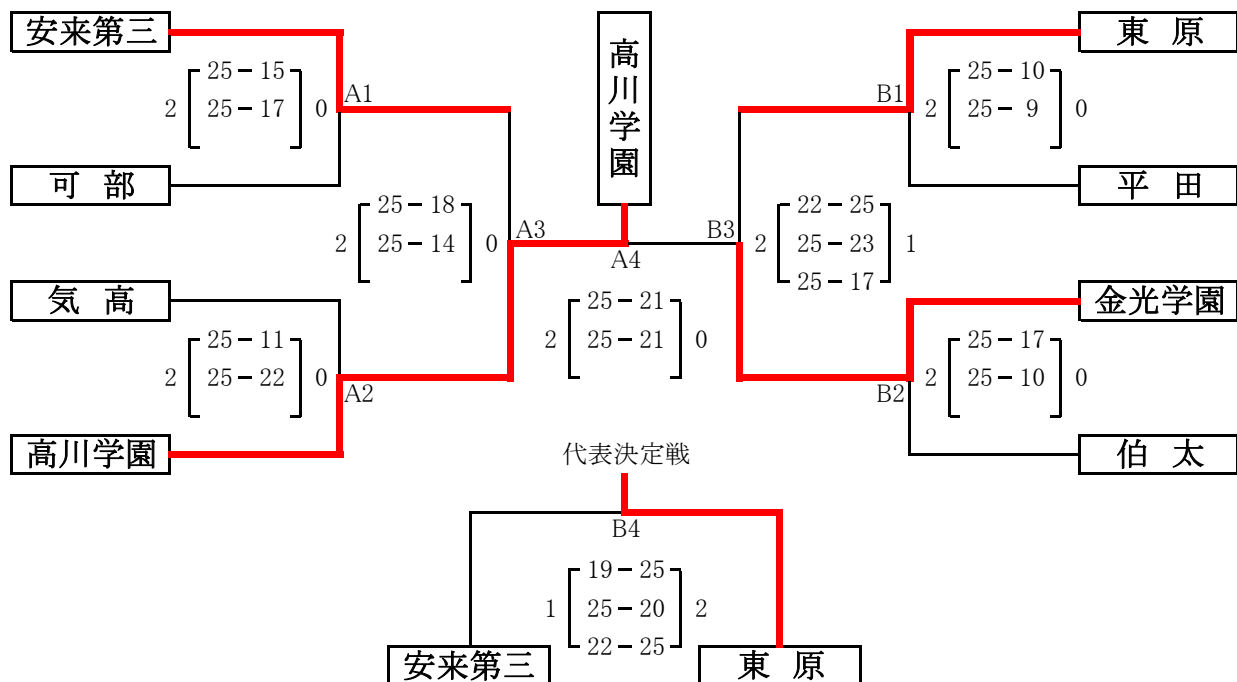 安来第三
高川学園
東 原
25－15
2 25－17 0
A1
B1
25－10
2 25－ 9 0
可 部
平 田
25－18
2 25－14 0
A3
B3
22－25
2 25－23 1
25－17
A4
気 高
金光学園
25－21
2 25－21 0
25－11
2 25－22 0
A2
B2
25－17
2 25－10 0
高川学園
伯 太
代表決定戦
B4
19－25
1 25－20 2
22－25
安来第三
東 原